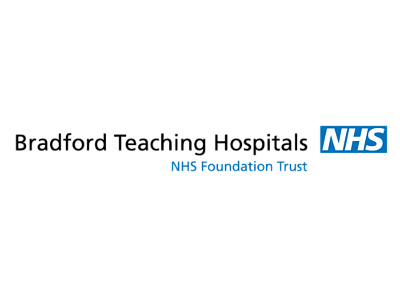 Bradford Teaching Hospitals NHS
NHS Foundation Trust